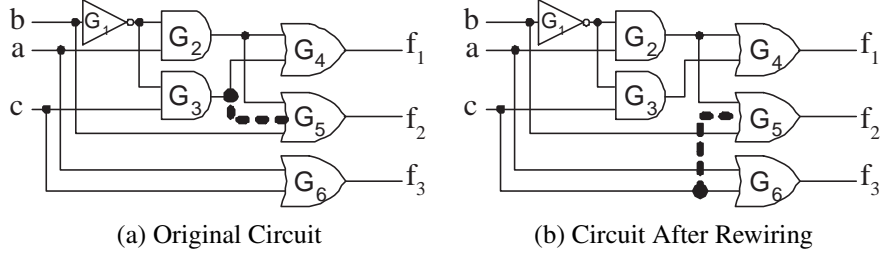 b
G1
a
G2
G4
f1
c
G3
G5
f2
G6
f3
(a) Original Circuit
b
G1
a
G2
G4
f1
c
G3
G5
f2
G6
f3
(b) Circuit After Rewiring